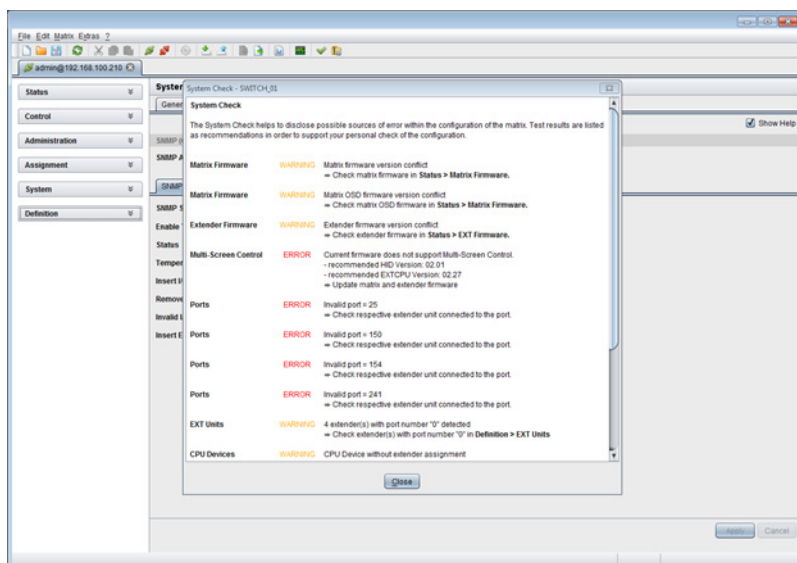 File Edit Matrix Extras ?
admin@192.168.100.210
Status
Control
Administration
Assignment
System
Definition
Show Help
System Check - SWITCH_01
System Check
The System Check helps to disclose possible sources of error within the configuration of the matrix. Test results are listed
as recommendations in order to support your personal check of the configuration.
Matrix Firmware WARNING Matrix firmware version conflict
⇒ Check matrix firmware in Status > Matrix Firmware.
Matrix Firmware WARNING Matrix OSD firmware version conflict
⇒ Check matrix OSD firmware in Status > Matrix Firmware.
Extender Firmware WARNING Extender firmware version conflict
⇒ Check extender firmware in Status > EXT Firmware.
Multi-Screen Control ERROR Current firmware does not support Multi-Screen Control.
- recommended HID Version: 02.01
- recommended EXTCPU Version: 02.27
⇒ Update matrix and extender firmware
Ports ERROR Invalid port = 25
⇒ Check respective extender unit connected to the port.
Ports ERROR Invalid port = 150
⇒ Check respective extender unit connected to the port.
Ports ERROR Invalid port = 154
⇒ Check respective extender unit connected to the port.
Ports ERROR Invalid port = 241
⇒ Check respective extender unit connected to the port.
EXT Units WARNING 4 extender(s) with port number "0" detected
⇒ Check extender(s) with port number "0" in Definition > EXT Units
CPU Devices WARNING CPU Device without extender assignment
Close
SNMP
Enable
Status
Apply Cancel